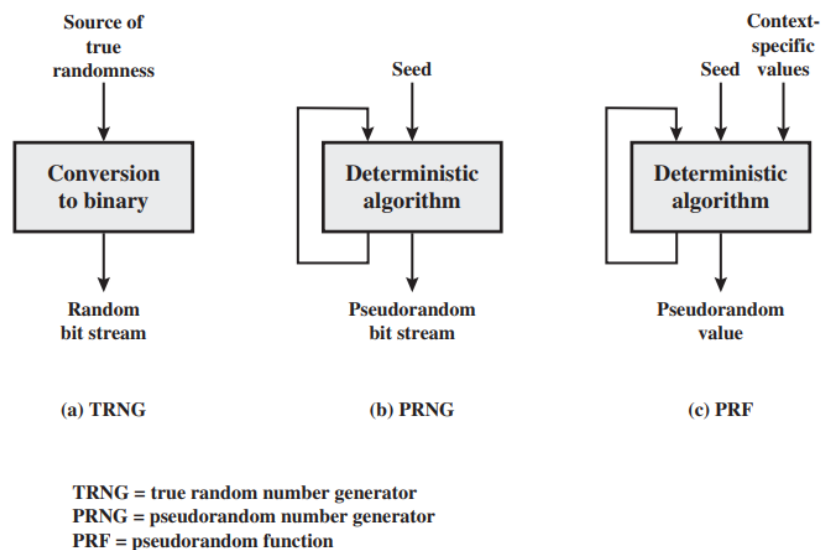 Source of
true
randomness
Conversion
to binary
Random
bit stream
(a) TRNG
Seed
Deterministic
algorithm
Pseudorandom
bit stream
(b) PRNG
Context-
specific
values
Seed
Deterministic
algorithm
Pseudorandom
value
(c) PRF
TRNG = true random number generator
PRNG = pseudorandom number generator
PRF = pseudorandom function